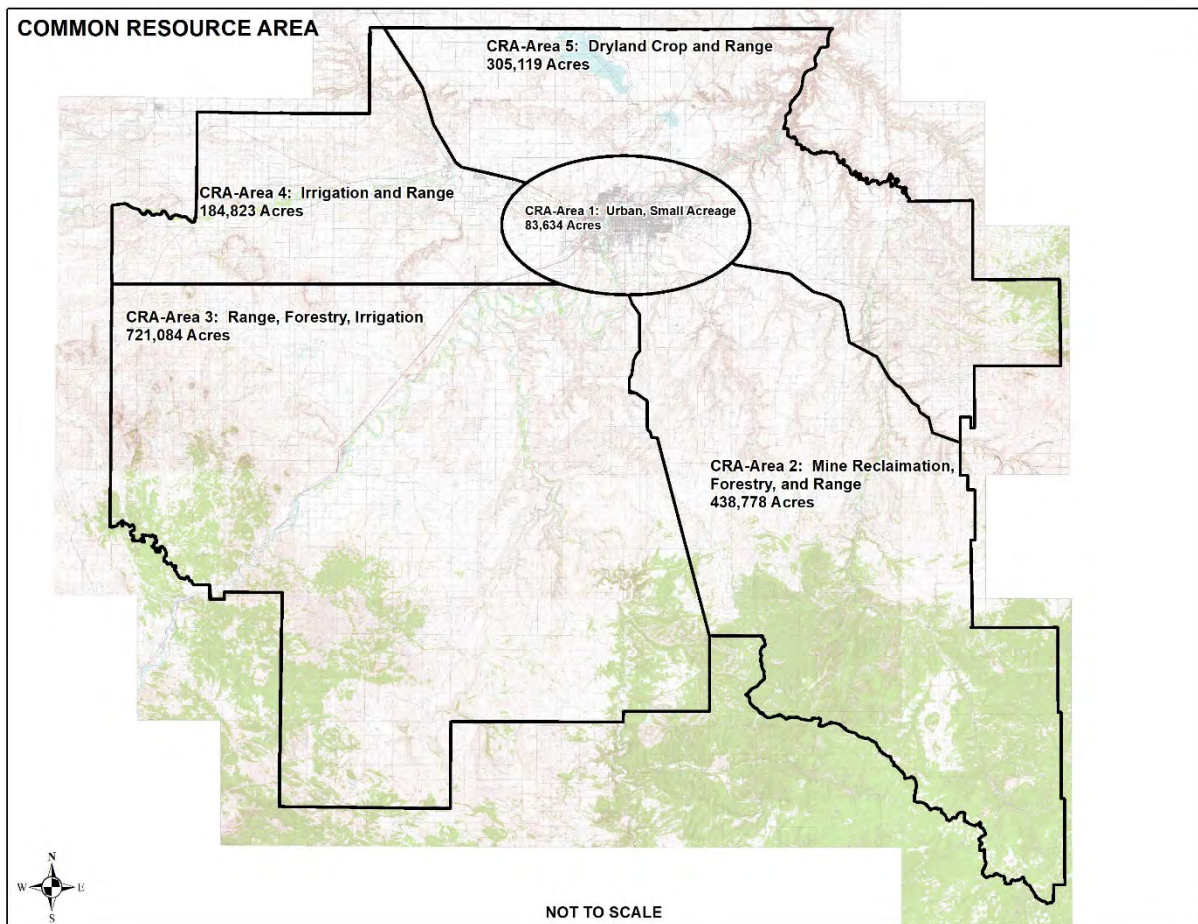 COMMON RESOURCE AREA
CRA-Area 5:  Dryland Crop and Range
305,119 Acres
CRA-Area 4:  Irrigation and Range
184,823 Acres
CRA-Area 1:  Urban, Small Acreage
83,634 Acres
CRA-Area 3:  Range, Forestry, Irrigation
721,084 Acres
CRA-Area 2:  Mine Reclaimation,
Forestry, and Range
438,778 Acres
N
W E
S
NOT TO SCALE